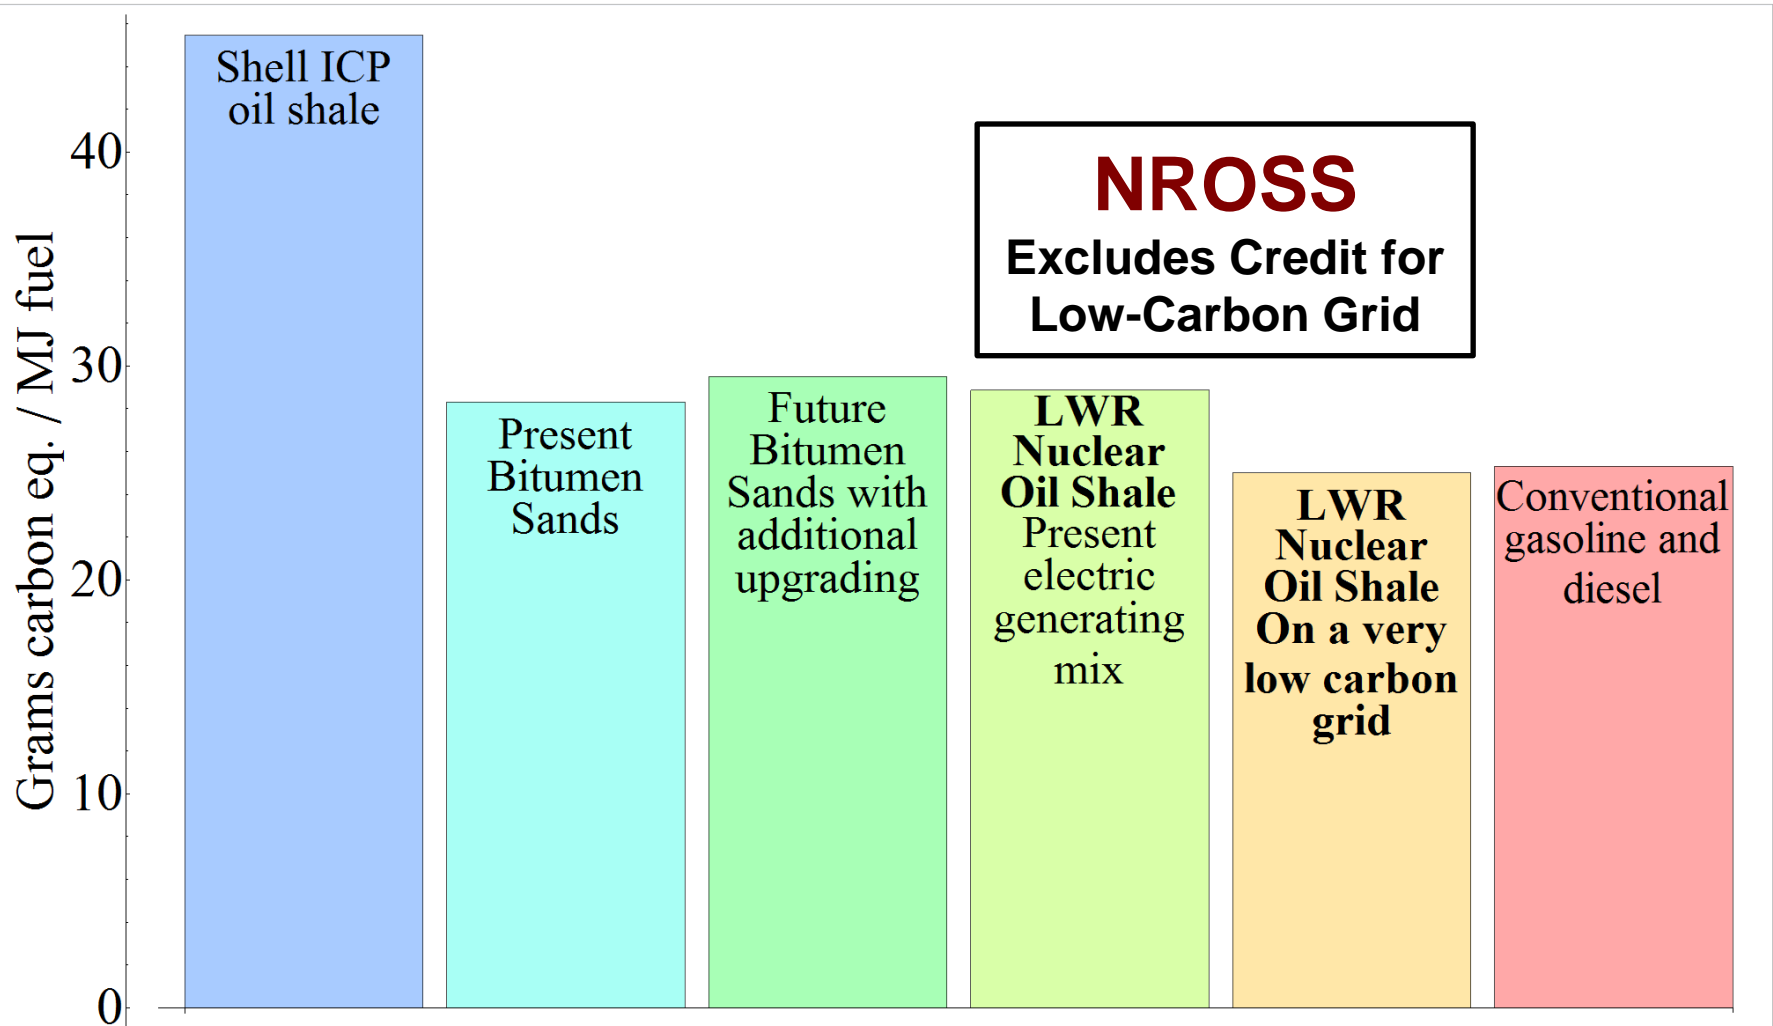 Grams carbon eq. / MJ fuel
40
30
20
10
0
Shell ICP
oil shale
Present
Bitumen
Sands
Future
Bitumen
Sands with
additional
upgrading
NROSS
Excludes Credit for
Low-Carbon Grid
LWR
Nuclear
Oil Shale
Present
electric
generating
mix
LWR
Nuclear
Oil Shale
On a very
low carbon
grid
Conventional
gasoline and
diesel